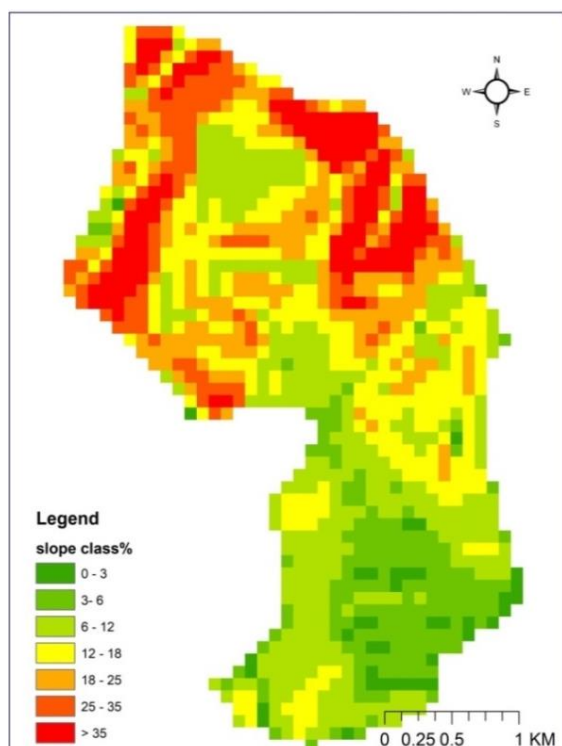 N
W E
S
Legend
slope class%
0 - 3
3- 6
6 - 12
12 - 18
18 - 25
25 - 35
> 35
0 0.25 0.5 1 KM